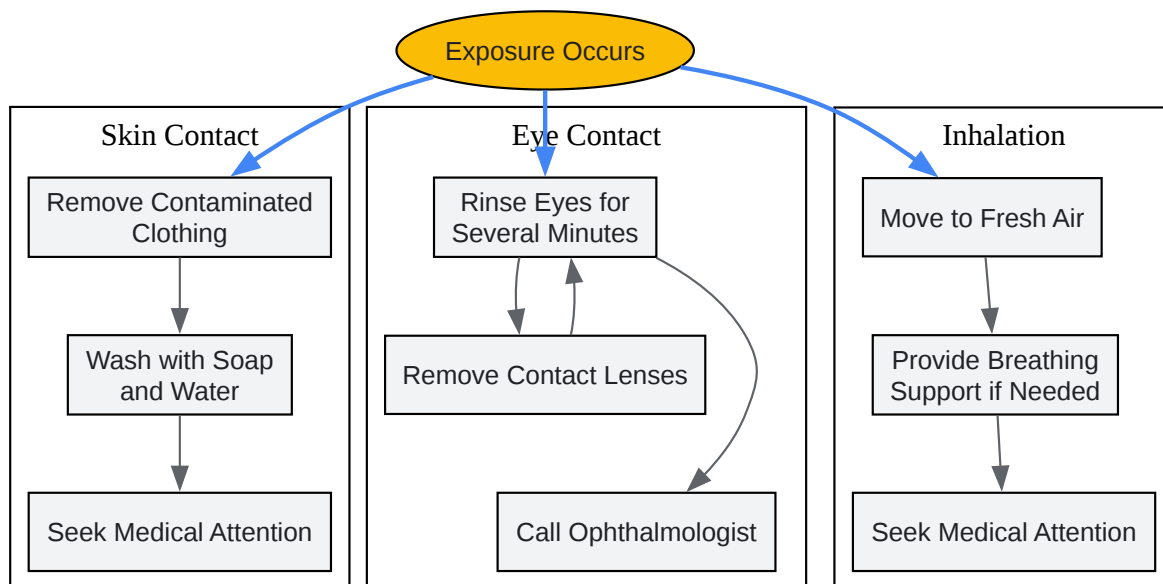 Exposure Occurs
Skin Contact
Remove Contaminated
Clothing
Wash with Soap
and Water
Seek Medical Attention
Eye Contact
Rinse Eyes for
Several Minutes
Remove Contact Lenses
Call Ophthalmologist
Inhalation
Move to Fresh Air
Provide Breathing
Support if Needed
Seek Medical Attention